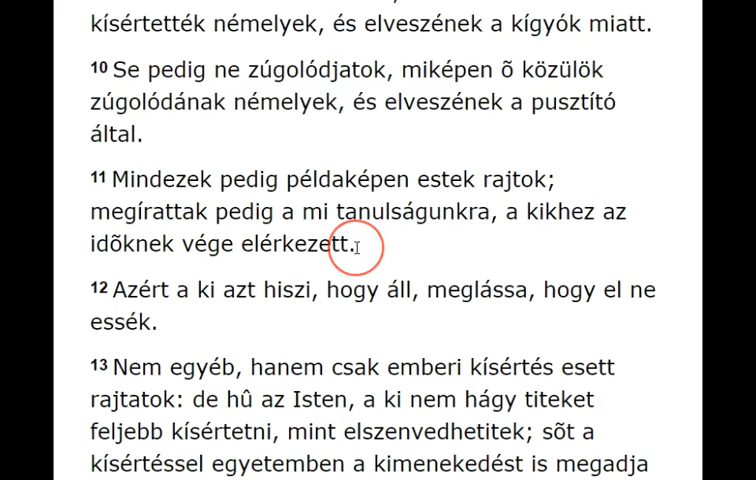 kísértették némelyek, és elveszének a kígyók miatt.
10 Se pedig ne zúgolódjatok, miképen õ közülök
zúgolódának némelyek, és elveszének a pusztító
által.
11 Mindezek pedig példaképen estek rajtok;
megírattak pedig a mi tanulságunkra, a kikhez az
idõknek vége elérkezett.
12 Azért a ki azt hiszi, hogy áll, meglássa, hogy el ne
essék.
13 Nem egyéb, hanem csak emberi kísértés esett
rajtatok: de hû az Isten, a ki nem hágy titeket
feljebb kísértetni, mint elszenvedhetitek; sõt a
kísértéssel egyetemben a kimenekedést is megadja